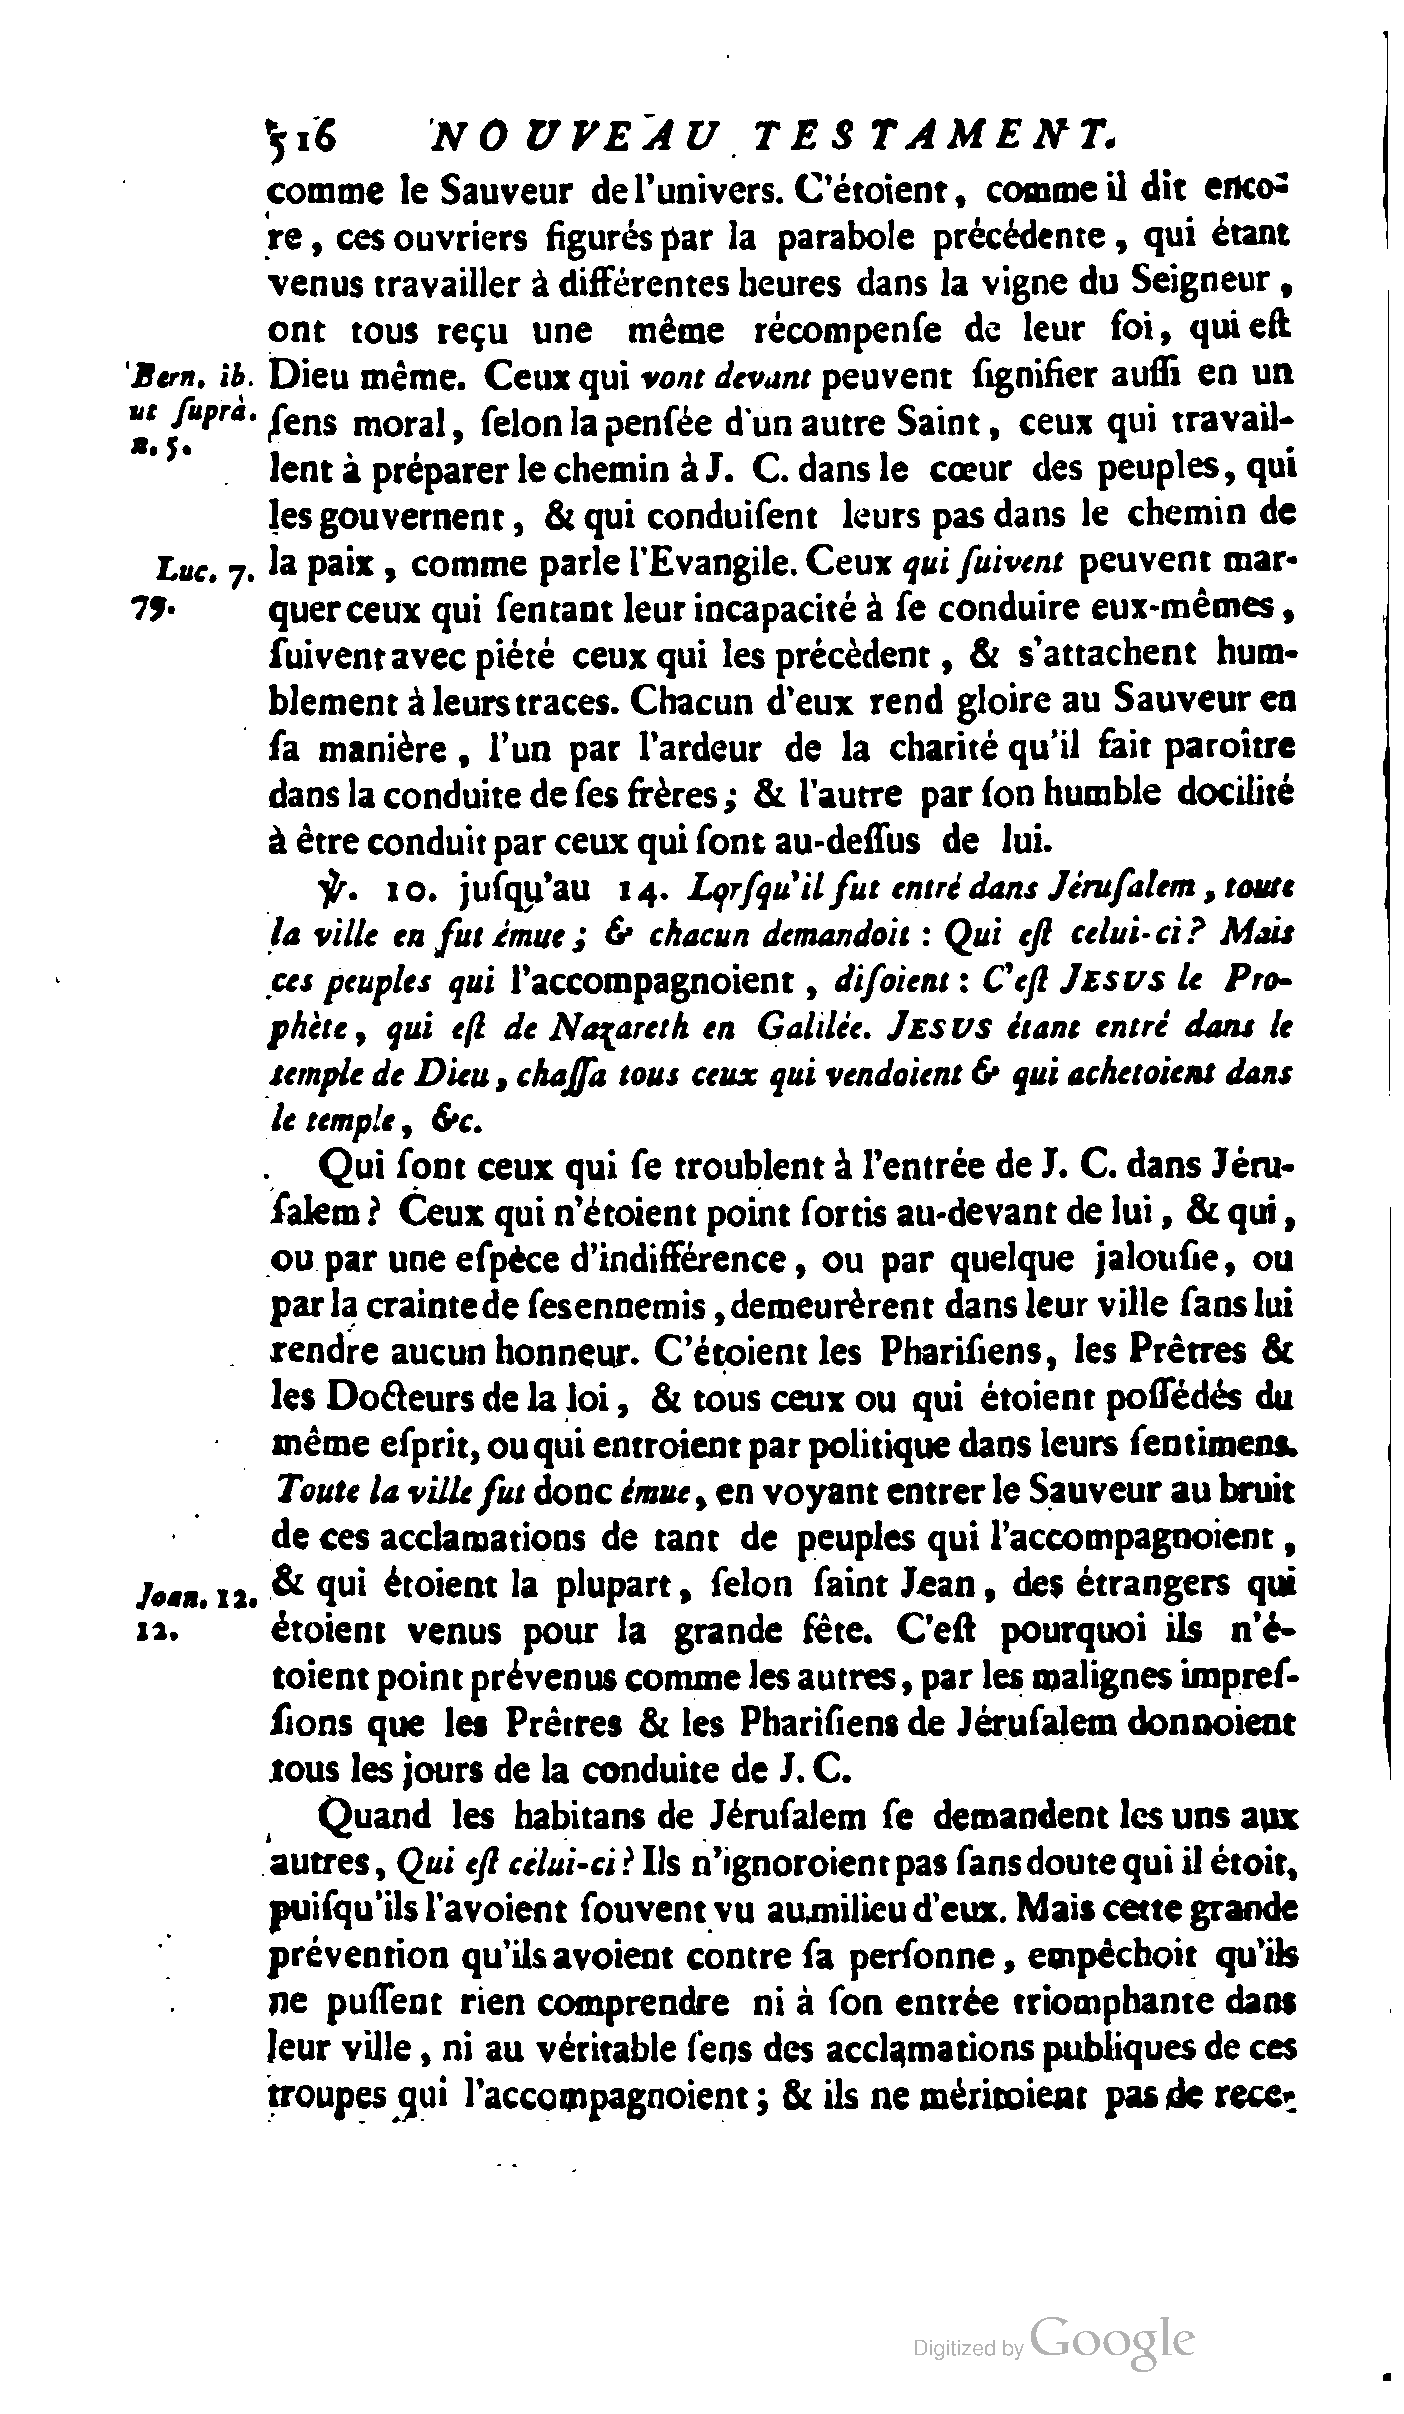 516 NOUVEAU TESTAMENT.
comme le Sauveur de l'univers. C'étoient, comme il dit enco-
re, ces ouvriers figurés par la parabole précédente, qui étant
venus travailler à différentes heures dans la vigne du Seigneur,
ont tous reçu une même récompenſe de leur foi, qui eſt
Bern. ib. Dieu même. Ceux qui vont devant peuvent ſignifier auſſi en un
ut ſuprà. ſens moral, ſelon la penſée d'un autre Saint, ceux qui travail-
n. 5.
lent à préparer le chemin à J. C. dans le cœur des peuples, qui
les gouvernent, & qui conduiſent leurs pas dans le chemin de
Luc. 7. la paix, comme parle l'Evangile. Ceux qui ſuivent peuvent mar-
79. quer ceux qui ſentant leur incapacité à ſe conduire eux-mêmes,
ſuivent avec piété ceux qui les précèdent, & s'attachent hum-
blement à leurs traces. Chacun d'eux rend gloire au Sauveur en
ſa manière, l'un par l'ardeur de la charité qu'il fait paroître
dans la conduite de ſes frères; & l'autre par ſon humble docilité
à être conduit par ceux qui ſont au-deſſus de lui.
℣. 10. juſqu'au 14. Lorſqu'il fut entré dans Jéruſalem, toute
la ville en fut émue; & chacun demandoit : Qui eſt celui-ci? Mais
ces peuples qui l'accompagnoient, diſoient : C'eſt JESUS le Pro-
phète, qui eſt de Nazareth en Galilée. JESUS étant entré dans le
temple de Dieu, chaſſa tous ceux qui vendoient & qui achetoient dans
le temple, &c.
Qui ſont ceux qui ſe troublent à l'entrée de J. C. dans Jéru-
ſalem? Ceux qui n'étoient point ſortis au-devant de lui, & qui,
ou par une eſpèce d'indifférence, ou par quelque jalouſie, ou
par la crainte de ſes ennemis, demeurèrent dans leur ville ſans lui
rendre aucun honneur. C'étoient les Phariſiens, les Prêtres &
les Docteurs de la loi, & tous ceux ou qui étoient poſſédés du
même eſprit, ou qui entroient par politique dans leurs ſentimens.
Toute la ville fut donc émue, en voyant entrer le Sauveur au bruit
de ces acclamations de tant de peuples qui l'accompagnoient,
Joan. 12. & qui étoient la plupart, ſelon ſaint Jean, des étrangers qui
12. étoient venus pour la grande fête. C'eſt pourquoi ils n'é-
toient point prévenus comme les autres, par les malignes impreſ-
ſions que les Prêtres & les Phariſiens de Jéruſalem donnoient
tous les jours de la conduite de J. C.
Quand les habitans de Jéruſalem ſe demandent les uns aux
autres, Qui eſt celui-ci? Ils n'ignoroient pas ſans doute qui il étoit,
puiſqu'ils l'avoient ſouvent vu au milieu d'eux. Mais cette grande
prévention qu'ils avoient contre ſa perſonne, empêchoit qu'ils
ne puſſent rien comprendre ni à ſon entrée triomphante dans
leur ville, ni au véritable ſens des acclamations publiques de ces
troupes qui l'accompagnoient; & ils ne méritoient pas de rece-
Digitized by Google